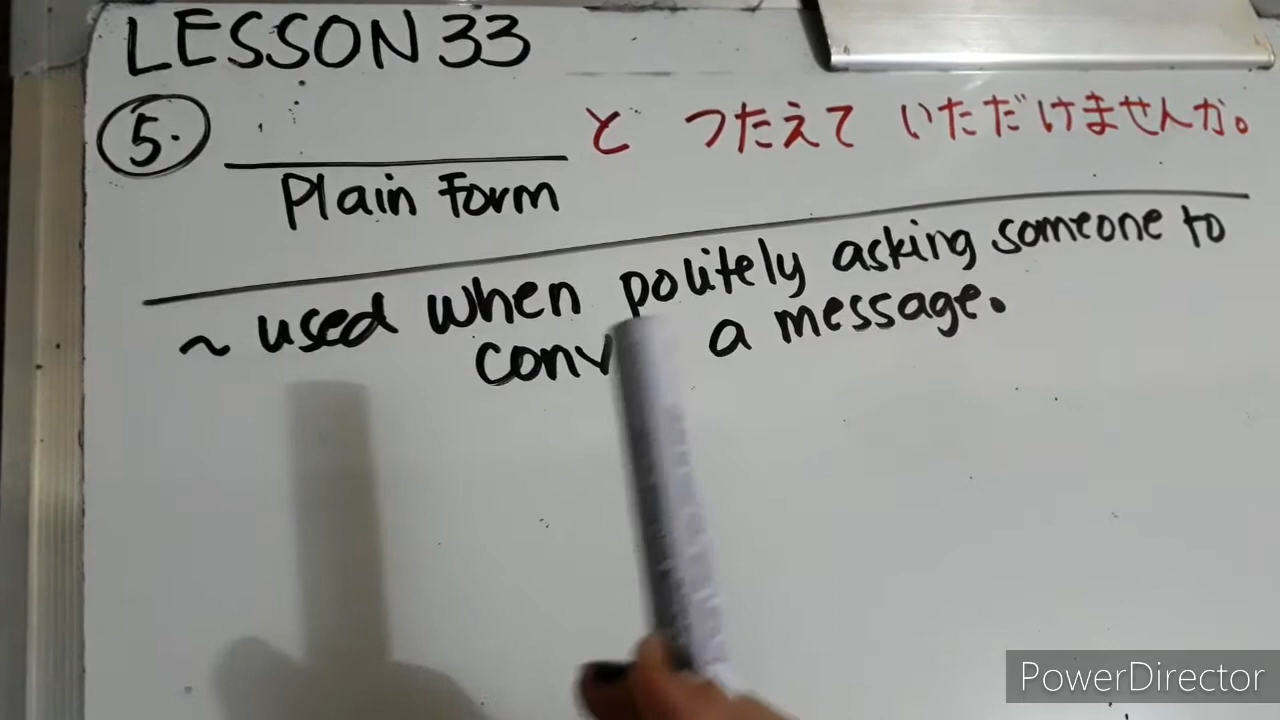 LESSON 33
5. と つたえて いただけませんか。
Plain Form
~ used when politely asking someone to
a message.
PowerDirector